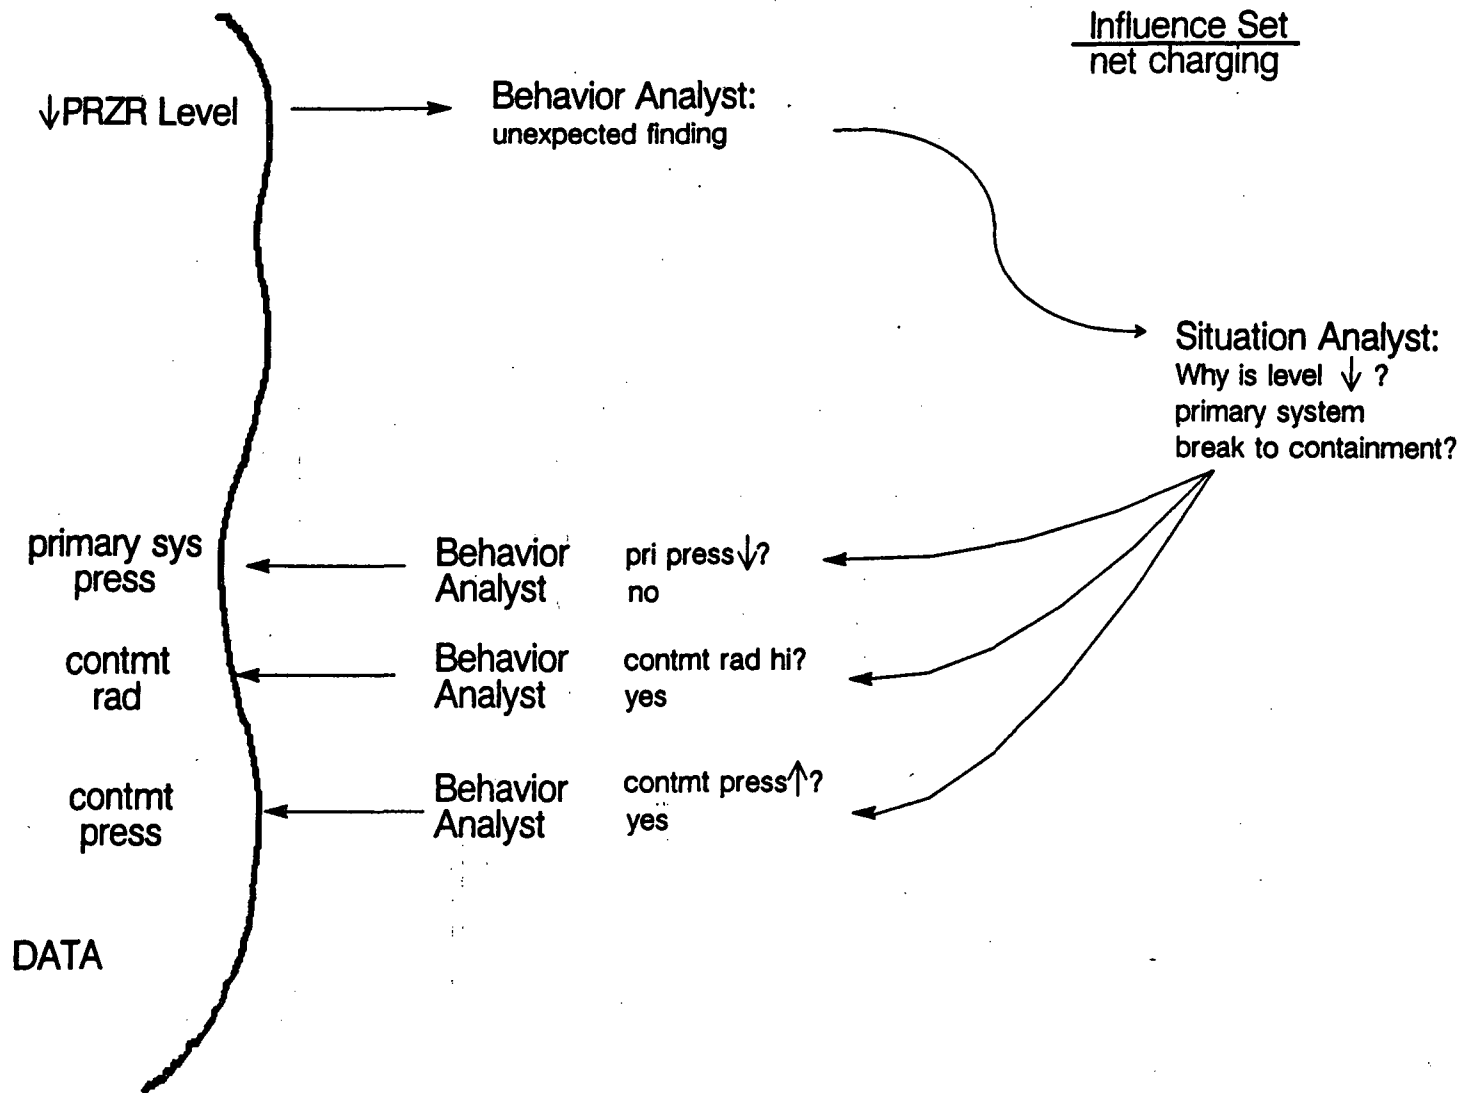 Influence Set
net charging
↓PRZR Level
Behavior Analyst:
unexpected finding
Situation Analyst:
Why is level ↓ ?
primary system
break to containment?
primary sys
press
Behavior
Analyst
pri press↓?
no
contmt
rad
Behavior
Analyst
contmt rad hi?
yes
contmt
press
Behavior
Analyst
contmt press↑?
yes
DATA